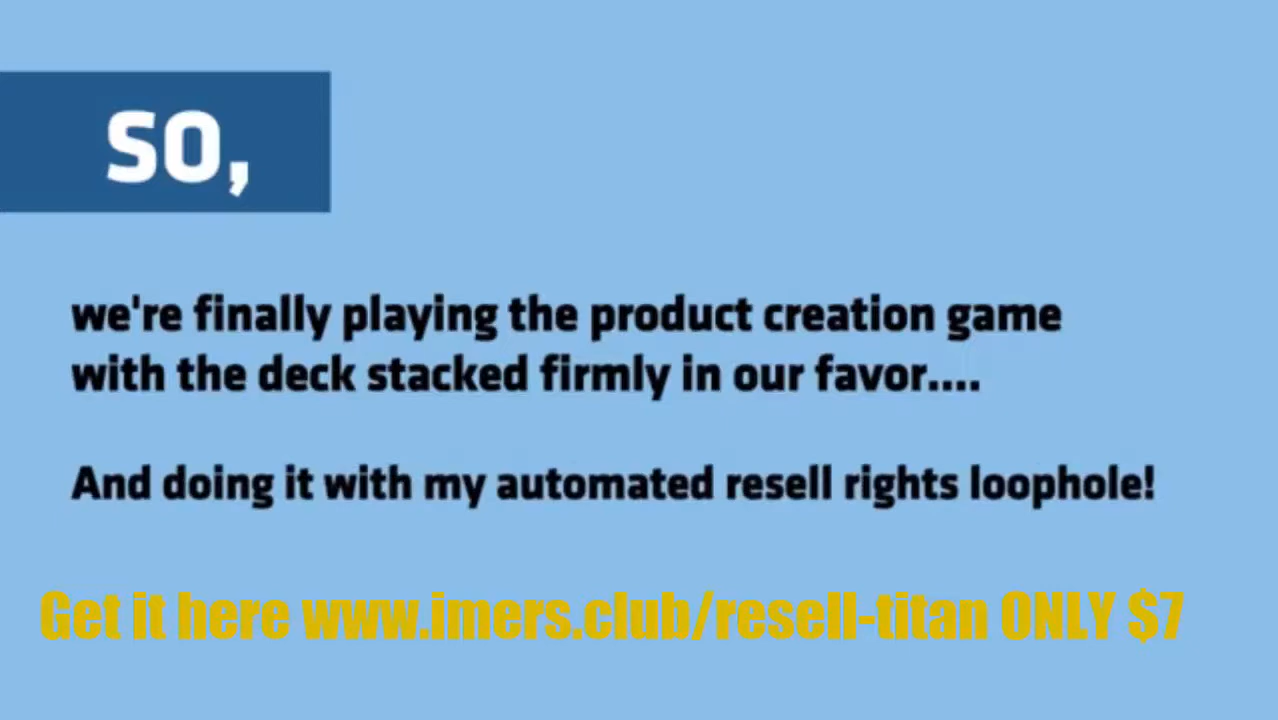 SO,
we're finally playing the product creation game
with the deck stacked firmly in our favor....
And doing it with my automated resell rights loophole!
Get it here www.imers.club/resell-titan ONLY $7